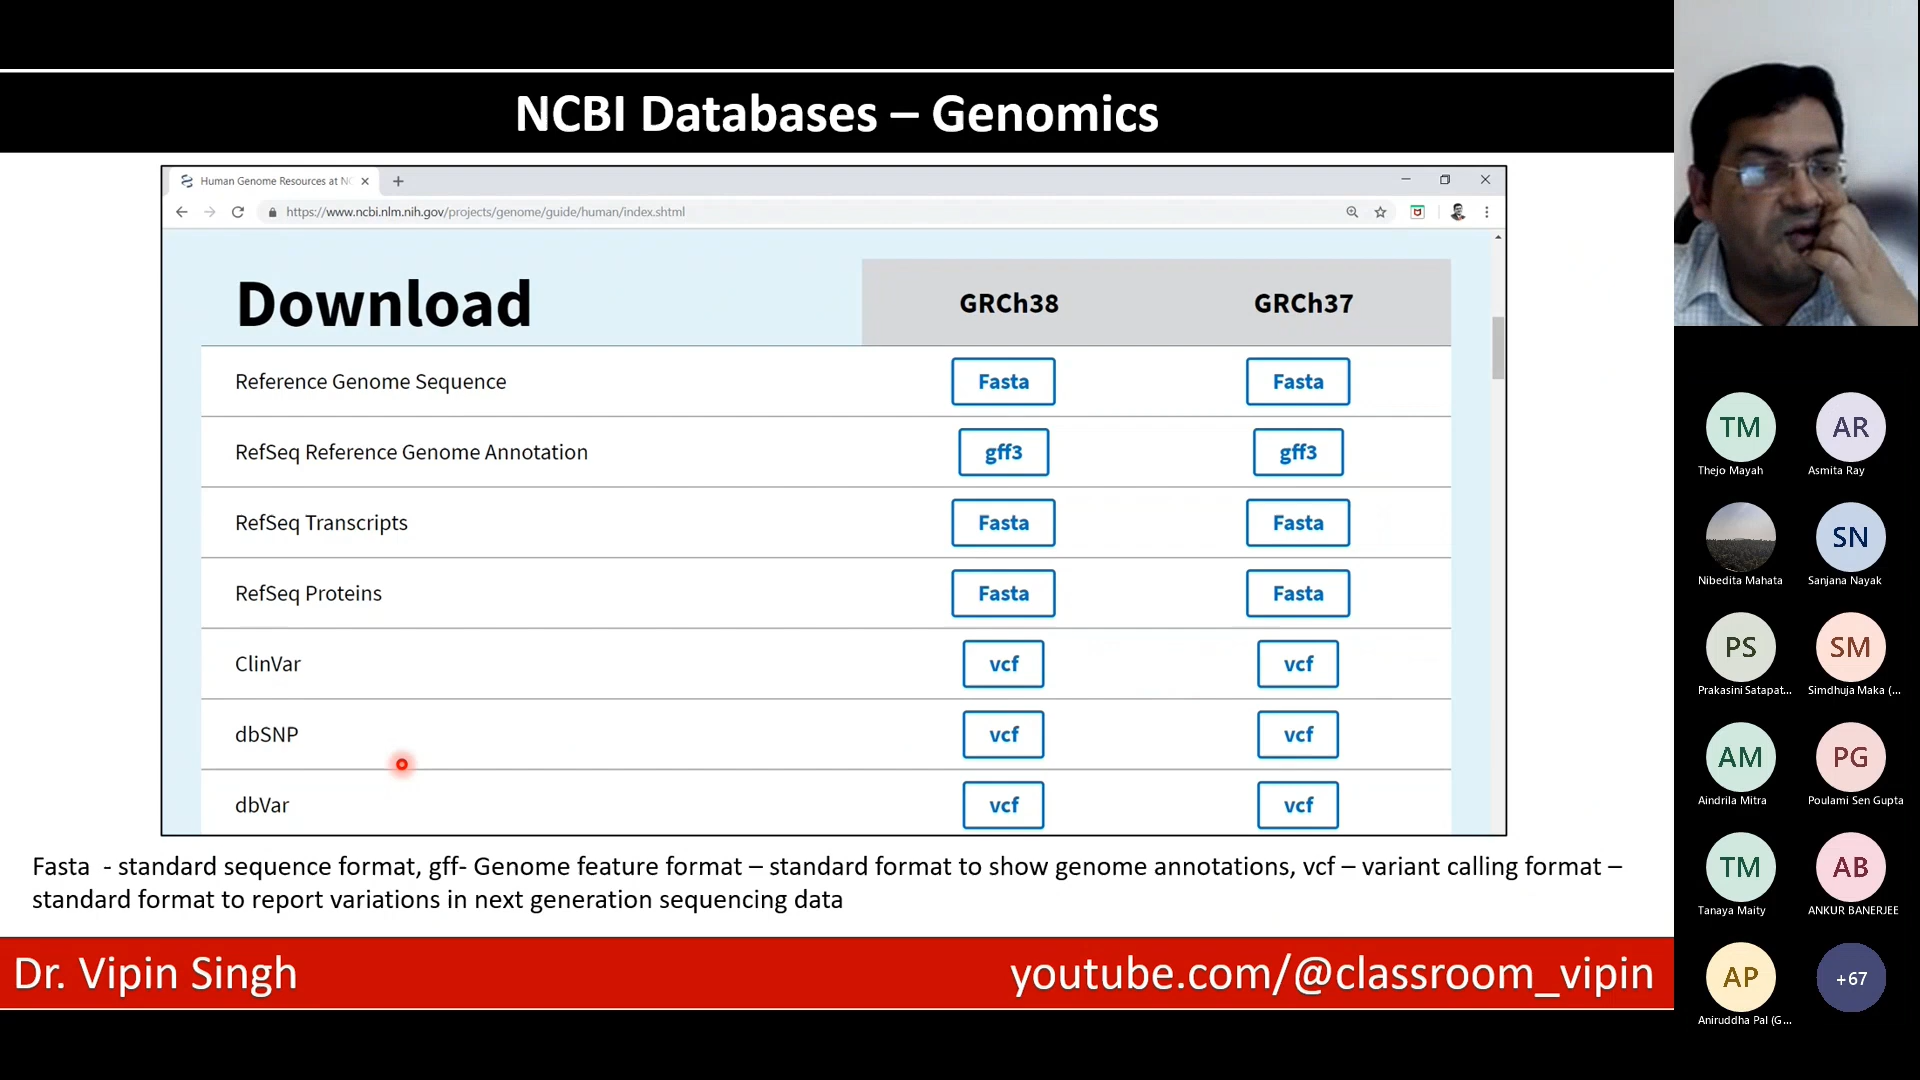 NCBI Databases – Genomics
Human Genome Resources at NC
https://www.ncbi.nlm.nih.gov/projects/genome/guide/human/index.shtml
Download GRCh38 GRCh37
Reference Genome Sequence Fasta Fasta
RefSeq Reference Genome Annotation gff3 gff3
RefSeq Transcripts Fasta Fasta
RefSeq Proteins Fasta Fasta
ClinVar vcf vcf
dbSNP vcf vcf
dbVar vcf vcf
Fasta - standard sequence format, gff- Genome feature format – standard format to show genome annotations, vcf – variant calling format –
standard format to report variations in next generation sequencing data
Dr. Vipin Singh youtube.com/@classroom_vipin
TM AR
Thejo Mayah Asmita Ray
SN
Nibedita Mahata Sanjana Nayak
PS SM
Prakasini Satapat... Simdhuja Maka (...
AM PG
Aindrila Mitra Poulami Sen Gupta
TM AB
Tanaya Maity ANKUR BANERJEE
AP +67
Aniruddha Pal (G...